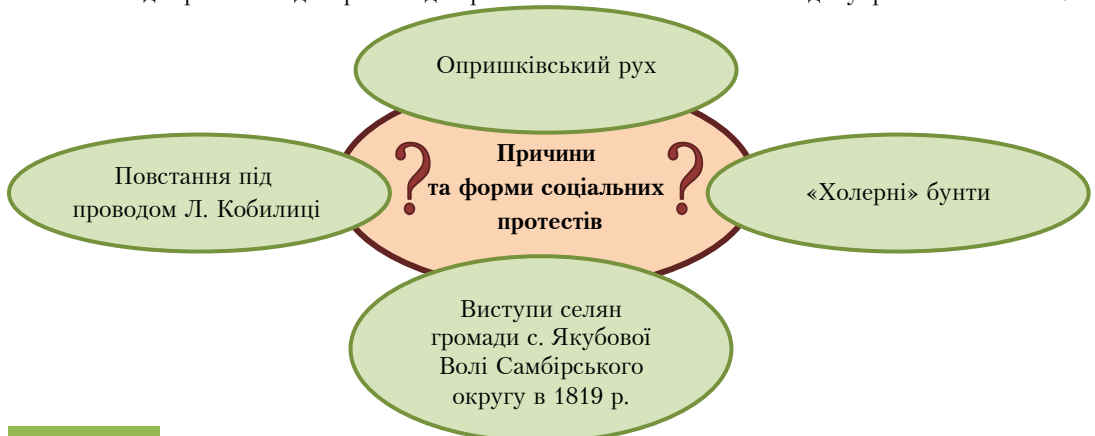 Опришківський рух
Причини
та форми соціальних
протестів
?
?
Повстання під
проводом Л. Кобилиці
«Холерні» бунти
Виступи селян
громади с. Якубової
Волі Самбірського
округу в 1819 р.